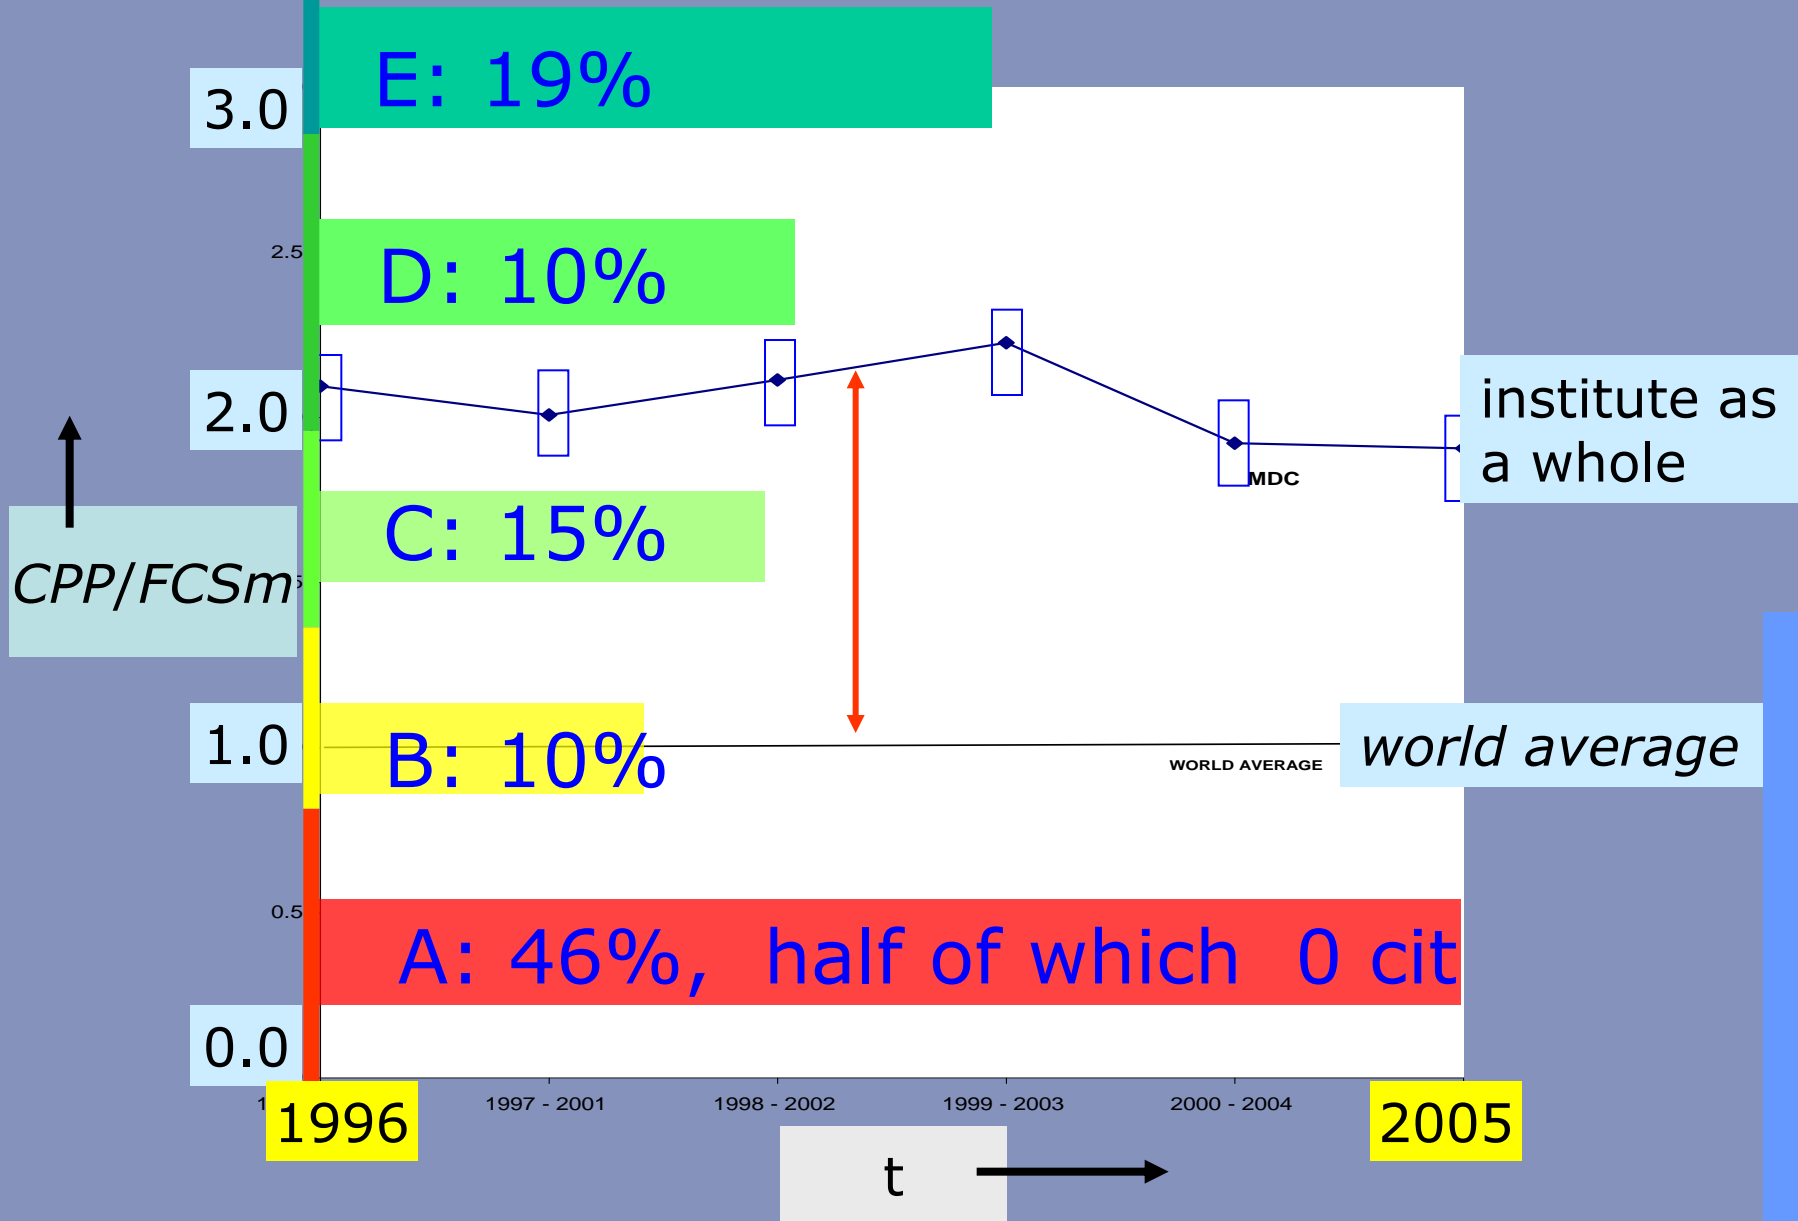 E: 19%
3.0
2.5
D: 10%
2.0
institute as
a whole
MDC
C: 15%
CPP/FCSm
1.0
B: 10%
world average
WORLD AVERAGE
0.5
A: 46%, half of which 0 cit
0.0
1996
1997 - 2001
1998 - 2002
1999 - 2003
2000 - 2004
2005
t